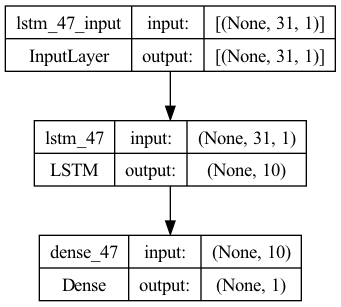 lstm_47_input input: [(None, 31, 1)]
InputLayer output: [(None, 31, 1)]
lstm_47 input: (None, 31, 1)
LSTM output: (None, 10)
dense_47 input: (None, 10)
Dense output: (None, 1)